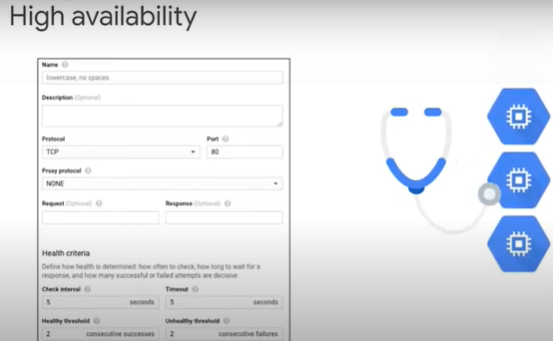 High availability
Name
lowercase, no spaces
Description (Optional)
Protocol
Port
TCP
80
Proxy protocol
NONE
Request (Optional)
Response (Optional)
Health criteria
Define how health is determined: how often to check, how long to wait for a
response, and how many successful or failed attempts are decisive
Check interval
Timeout
5 seconds
5 seconds
Healthy threshold
Unhealthy threshold
2 consecutive successes
2 consecutive failures